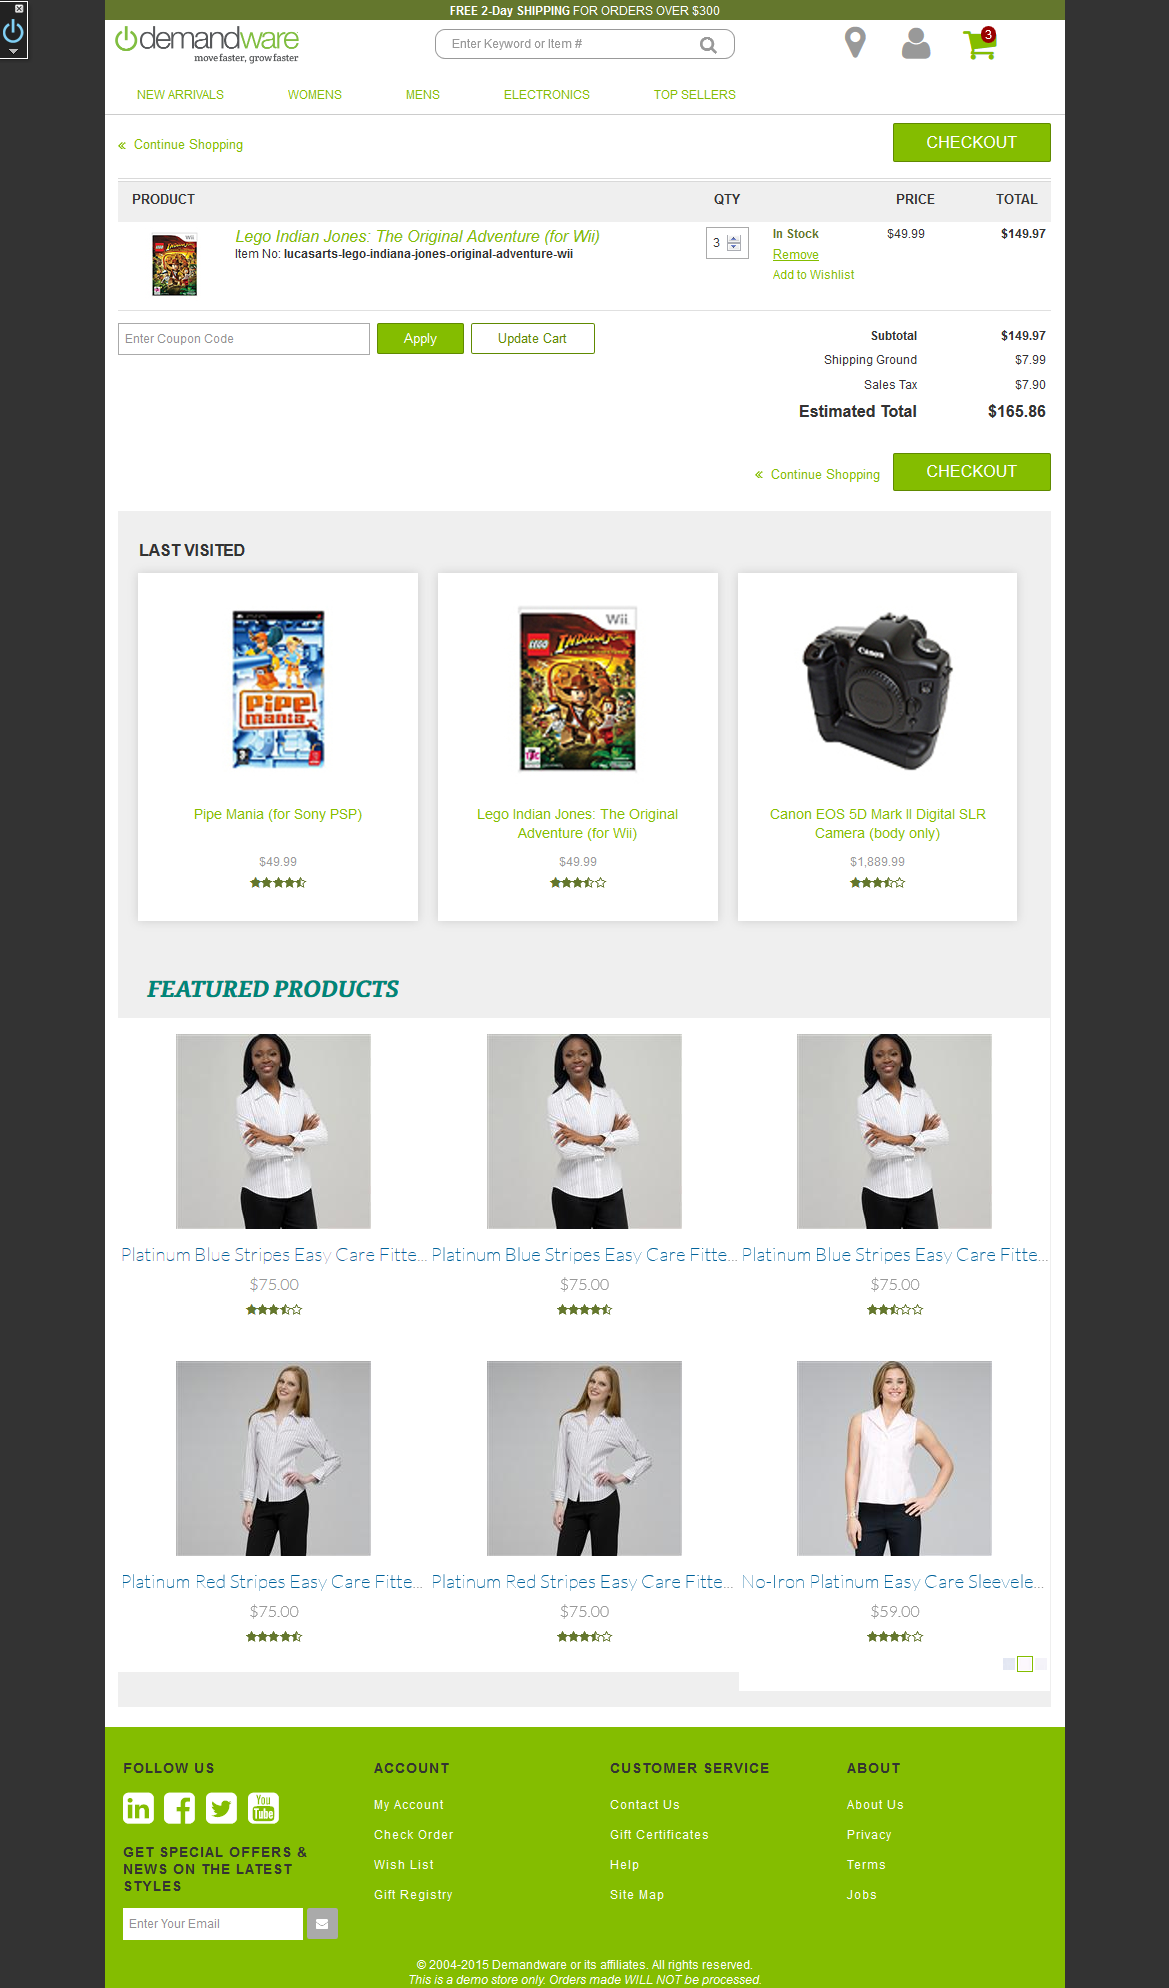 FREE 2-Day SHIPPING FOR ORDERS OVER $300
demandware
move faster, grow faster
Enter Keyword or Item #
3
NEW ARRIVALS WOMENS MENS ELECTRONICS TOP SELLERS
« Continue Shopping
CHECKOUT
PRODUCT QTY PRICE TOTAL
Lego Indian Jones: The Original Adventure (for Wii)
Item No: lucasarts-lego-indiana-jones-original-adventure-wii
3
In Stock
Remove
Add to Wishlist
$49.99
$149.97
Enter Coupon Code
Apply
Update Cart
Subtotal $149.97
Shipping Ground $7.99
Sales Tax $7.90
Estimated Total $165.86
« Continue Shopping
CHECKOUT
LAST VISITED
PiPe mania
Wii
LEGO
INDIANA JONES
Canon
Pipe Mania (for Sony PSP)
$49.99
Lego Indian Jones: The Original
Adventure (for Wii)
$49.99
Canon EOS 5D Mark II Digital SLR
Camera (body only)
$1,889.99
FEATURED PRODUCTS
Platinum Blue Stripes Easy Care Fitte...
$75.00
Platinum Blue Stripes Easy Care Fitte...
$75.00
Platinum Blue Stripes Easy Care Fitte...
$75.00
Platinum Red Stripes Easy Care Fitte...
$75.00
Platinum Red Stripes Easy Care Fitte...
$75.00
No-Iron Platinum Easy Care Sleevele...
$59.00
FOLLOW US
in
You Tube
GET SPECIAL OFFERS &
NEWS ON THE LATEST
STYLES
Enter Your Email
ACCOUNT
My Account
Check Order
Wish List
Gift Registry
CUSTOMER SERVICE
Contact Us
Gift Certificates
Help
Site Map
ABOUT
About Us
Privacy
Terms
Jobs
© 2004-2015 Demandware or its affiliates. All rights reserved.
This is a demo store only. Orders made WILL NOT be processed.